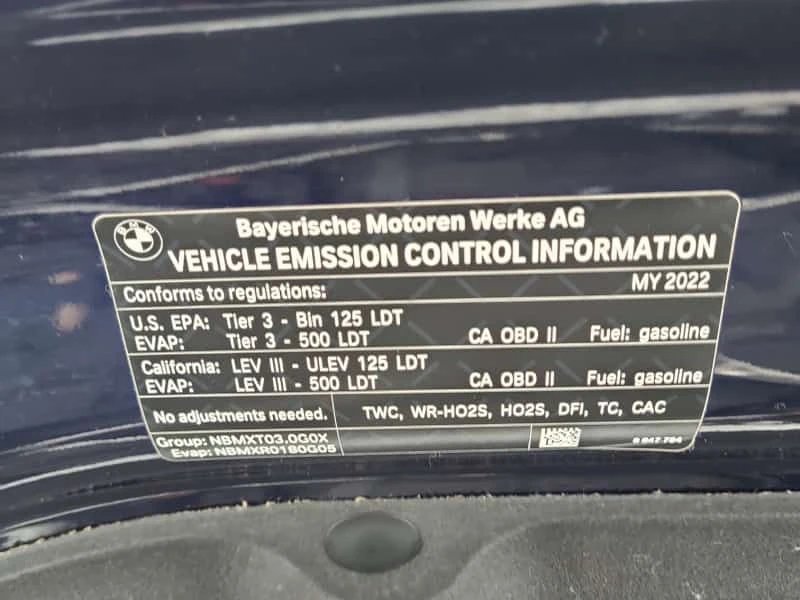 BMW
Bayerische Motoren Werke AG
VEHICLE EMISSION CONTROL INFORMATION
Conforms to regulations: MY 2022
U.S. EPA: Tier 3 - Bin 125 LDT
EVAP: Tier 3 - 500 LDT CA OBD II Fuel: gasoline
California: LEV III - ULEV 125 LDT
EVAP: LEV III - 500 LDT CA OBD II Fuel: gasoline
No adjustments needed. TWC, WR-HO2S, HO2S, DFI, TC, CAC
Group: NBMXT03.0G0X
Evap: NBMXR0180G05